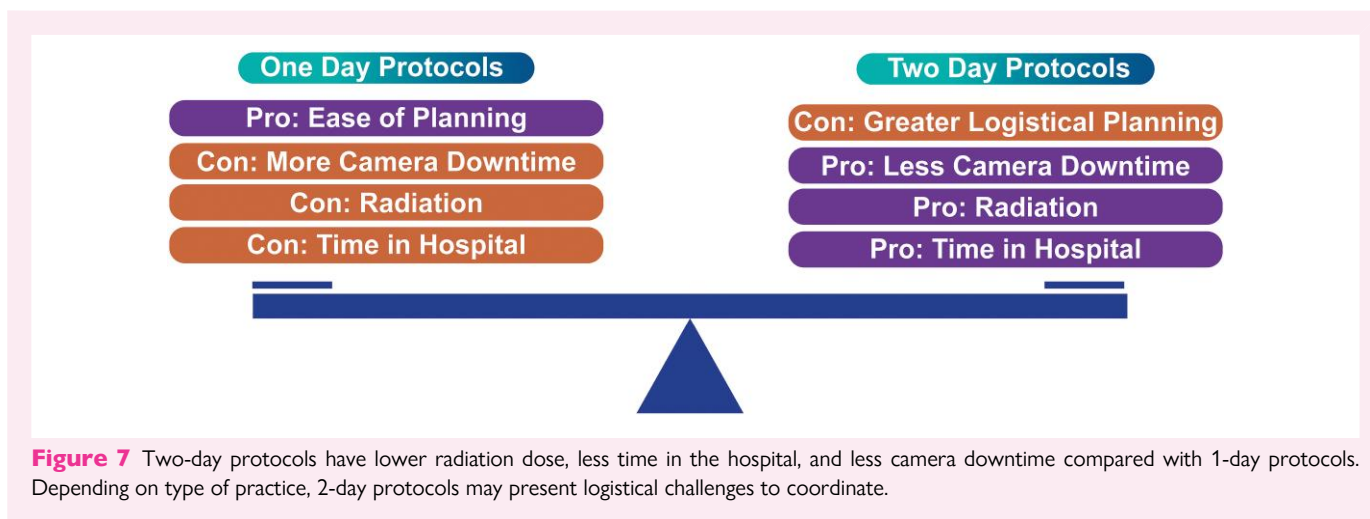 One Day Protocols
Pro: Ease of Planning
Con: More Camera Downtime
Con: Radiation
Con: Time in Hospital
Two Day Protocols
Con: Greater Logistical Planning
Pro: Less Camera Downtime
Pro: Radiation
Pro: Time in Hospital
Figure 7 Two-day protocols have lower radiation dose, less time in the hospital, and less camera downtime compared with 1-day protocols.
Depending on type of practice, 2-day protocols may present logistical challenges to coordinate.